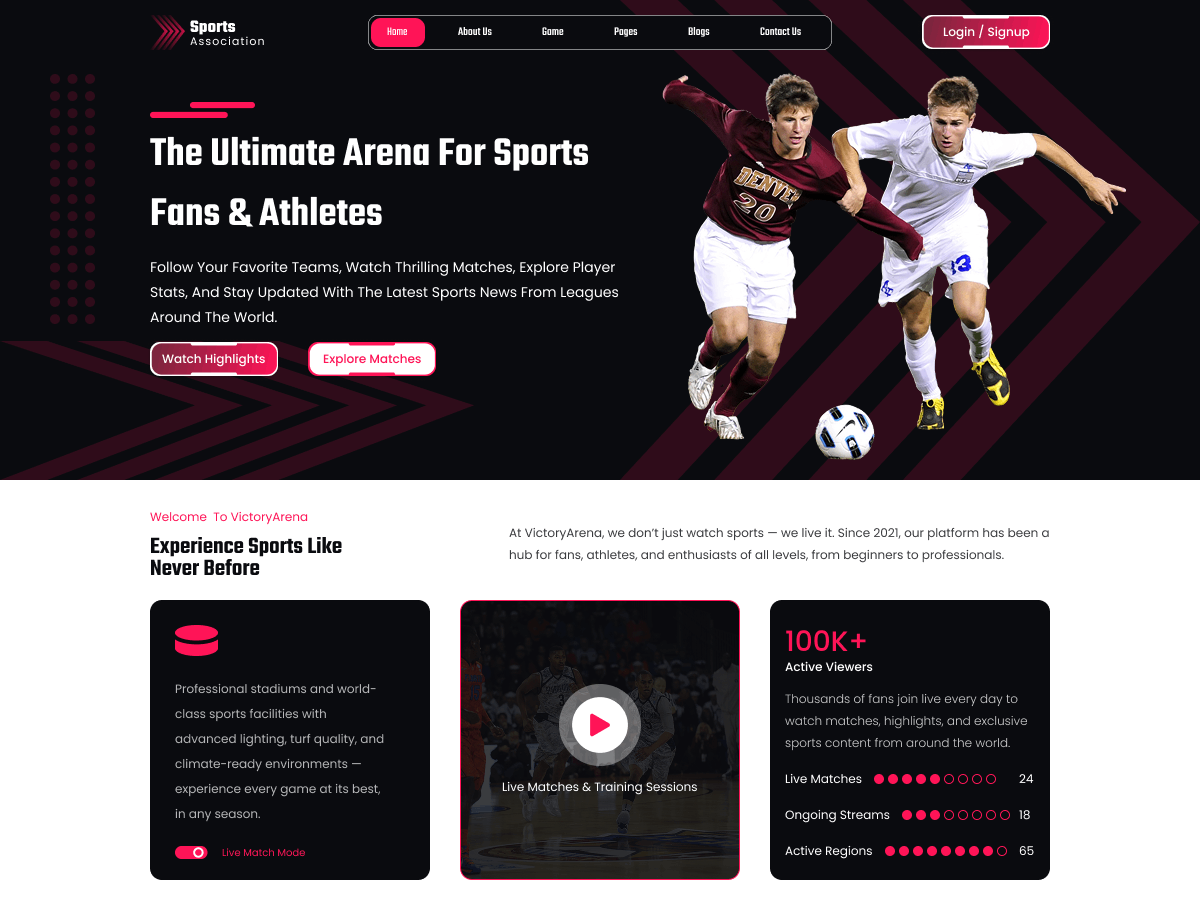 Sports
Association
Home
About Us
Game
Pages
Blogs
Contact Us
Login / Signup
The Ultimate Arena For Sports
Fans & Athletes
Follow Your Favorite Teams, Watch Thrilling Matches, Explore Player
Stats, And Stay Updated With The Latest Sports News From Leagues
Around The World.
Watch Highlights
Explore Matches
DENVER
20
13
Welcome To VictoryArena
Experience Sports Like
Never Before
At VictoryArena, we don’t just watch sports — we live it. Since 2021, our platform has been a
hub for fans, athletes, and enthusiasts of all levels, from beginners to professionals.
Professional stadiums and world-
class sports facilities with
advanced lighting, turf quality, and
climate-ready environments —
experience every game at its best,
in any season.
Live Match Mode
Live Matches & Training Sessions
100K+
Active Viewers
Thousands of fans join live every day to
watch matches, highlights, and exclusive
sports content from around the world.
Live Matches 24
Ongoing Streams 18
Active Regions 65